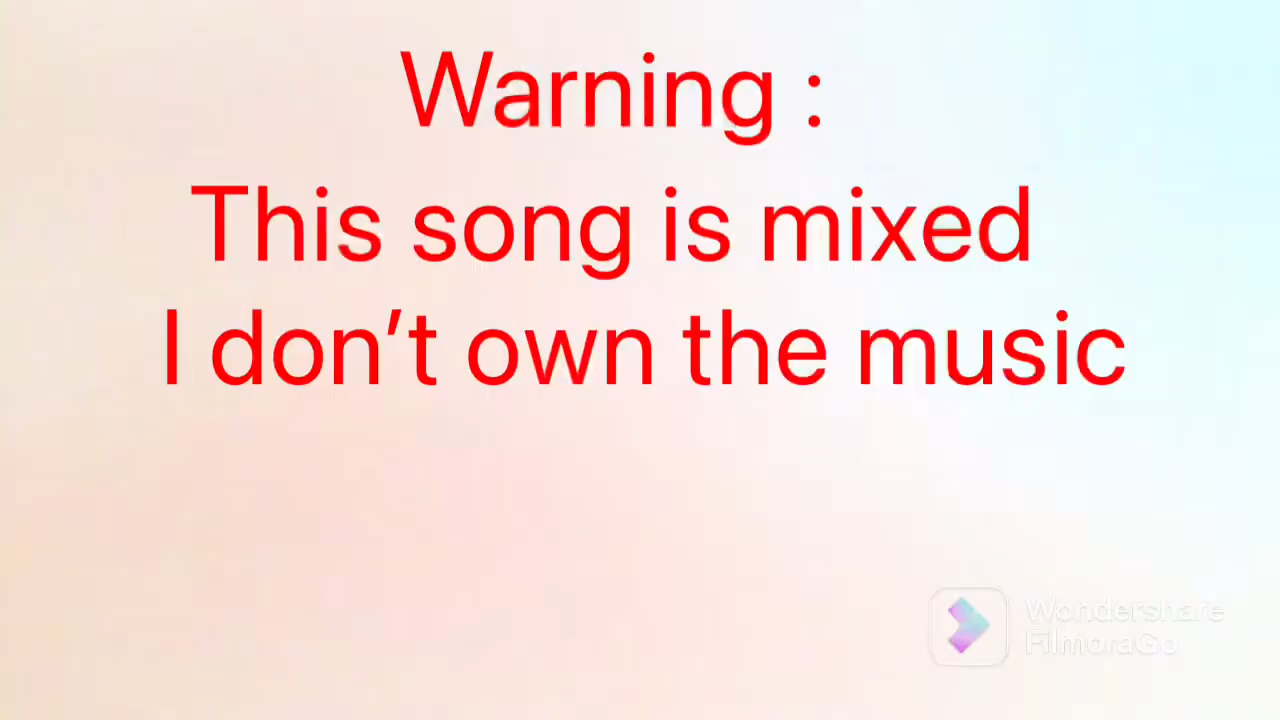 Warning :
This song is mixed
I don’t own the music
Wondershare
FilmoraGo